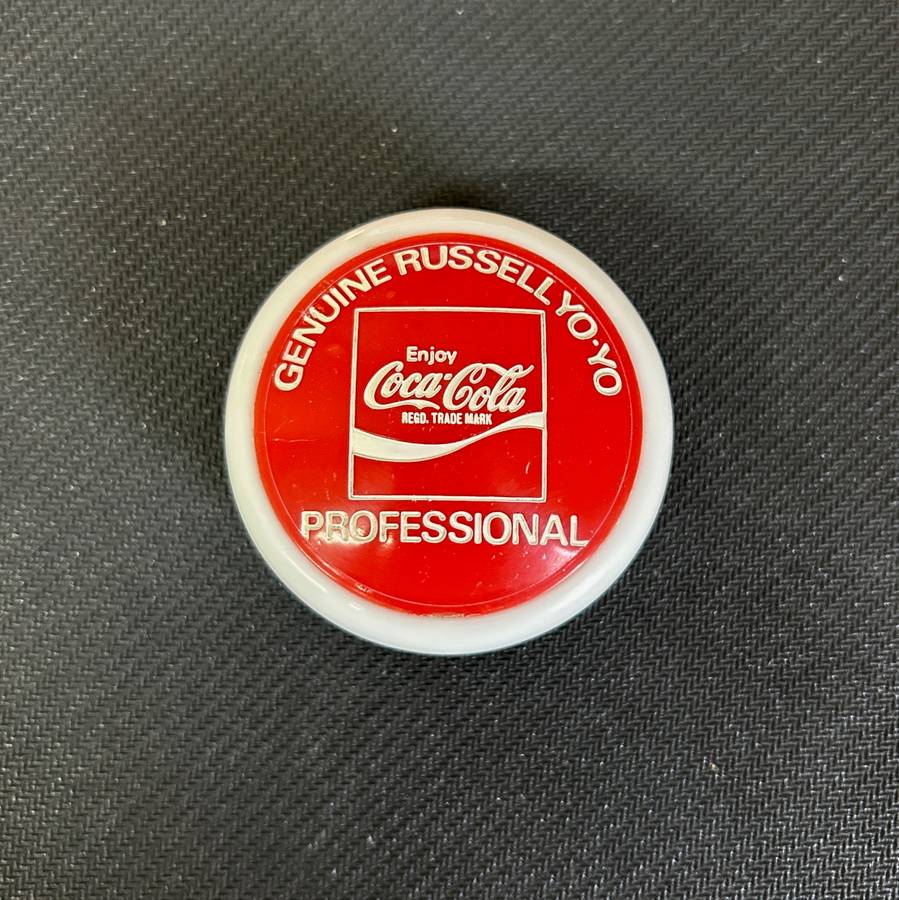 GENUINE RUSSELL YO-YO
Enjoy
Coca-Cola
REGD. TRADE MARK
PROFESSIONAL